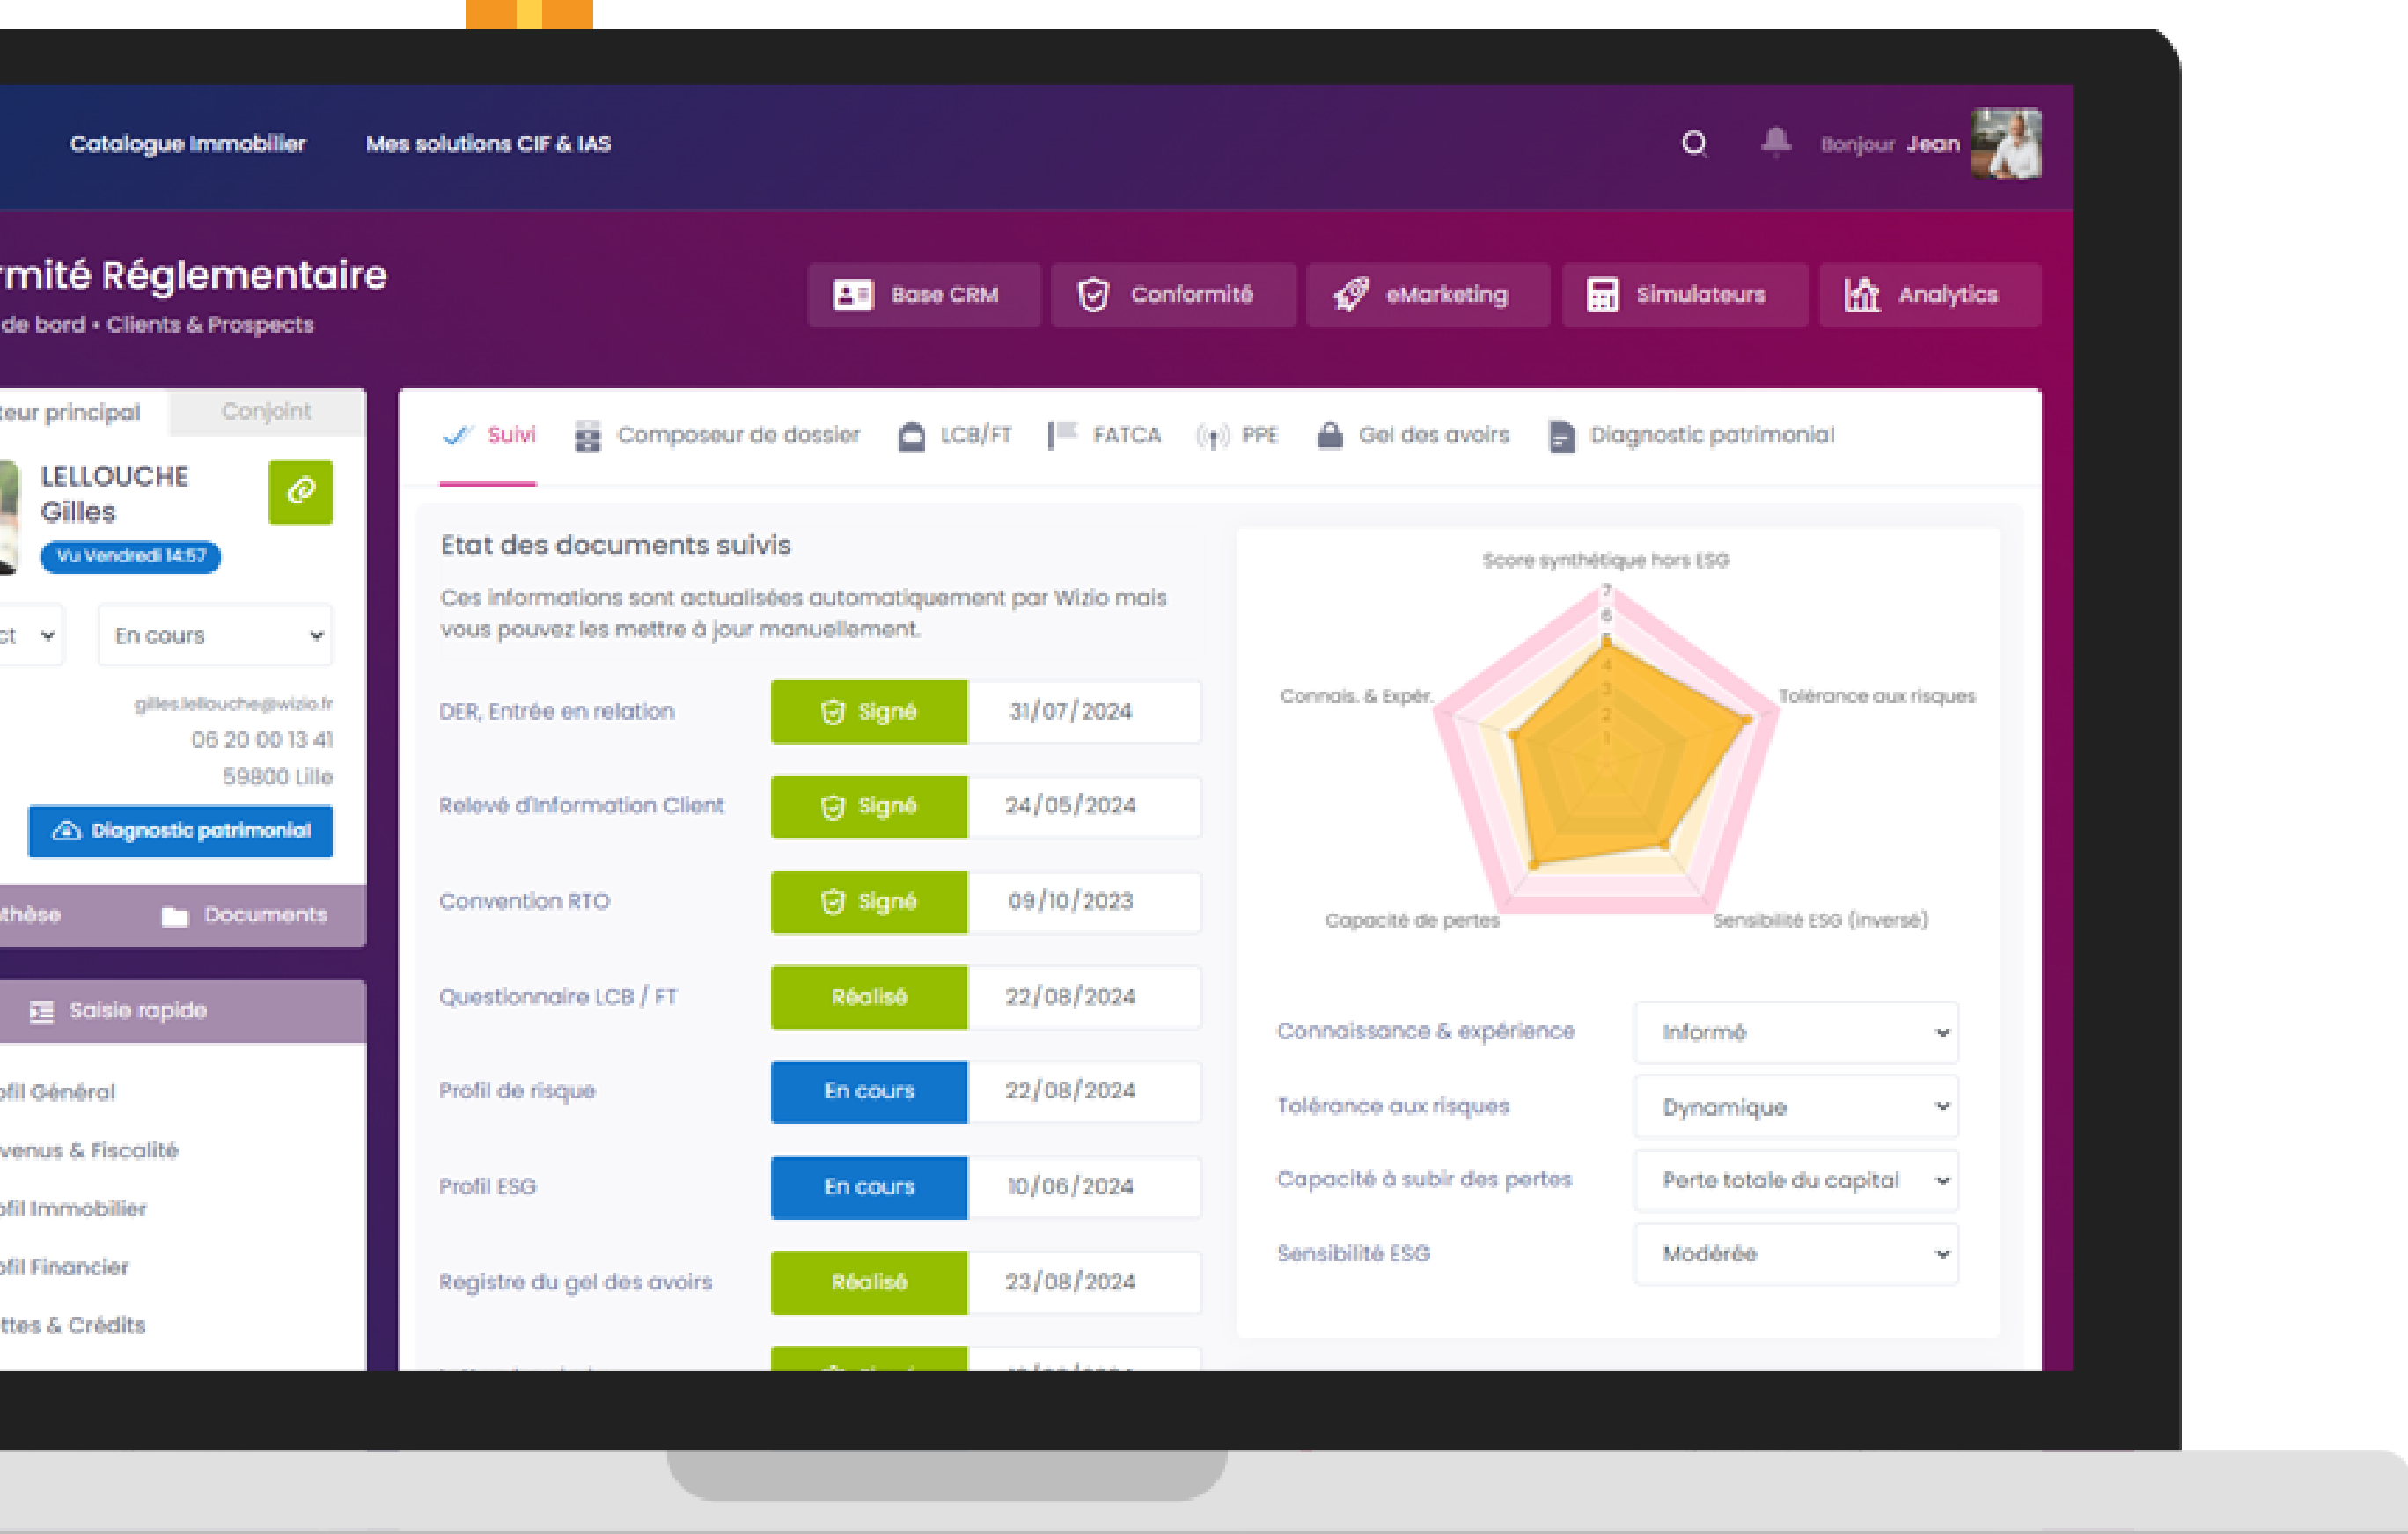 Catalogue Immobilier
Mes solutions CIF & IAS
Bonjour Jean
rmité Réglementaire
de bord • Clients & Prospects
Base CRM
Conformité
eMarketing
Simulateurs
Analytics
teur principal
Conjoint
LELLOUCHE
Gilles
Vu Vendredi 14:57
ct
En cours
gilles.lellouche@wizio.fr
06 20 00 13 41
59800 Lille
Diagnostic patrimonial
thèse
Documents
Saisie rapide
ofil Général
venus & Fiscalité
ofil Immobilier
ofil Financier
ttes & Crédits
Suivi
Composeur de dossier
LCB/FT
FATCA
PPE
Gel des avoirs
Diagnostic patrimonial
Etat des documents suivis
Ces informations sont actualisées automatiquement par Wizio mais
vous pouvez les mettre à jour manuellement.
DER, Entrée en relation
Signé
31/07/2024
Relevé d'Information Client
Signé
24/05/2024
Convention RTO
Signé
09/10/2023
Questionnaire LCB / FT
Réalisé
22/08/2024
Profil de risque
En cours
22/08/2024
Profil ESG
En cours
10/06/2024
Registre du gel des avoirs
Réalisé
23/08/2024
Score synthétique hors ESG
7
6
5
4
3
2
1
Connais. & Expér.
Tolérance aux risques
Capacité de pertes
Sensibilité ESG (inversé)
Connaissance & expérience
Informé
Tolérance aux risques
Dynamique
Capacité à subir des pertes
Perte totale du capital
Sensibilité ESG
Modérée